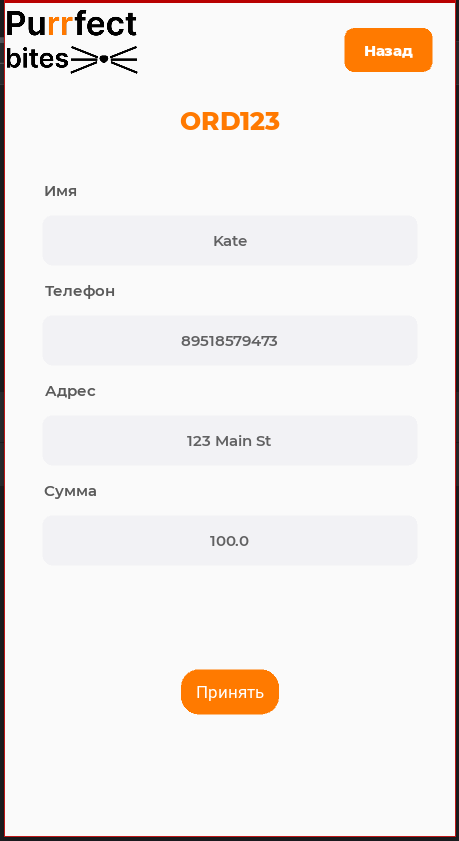 Purrfect
bites
Назад
ORD123
Имя
Kate
Телефон
89518579473
Адрес
123 Main St
Сумма
100.0
Принять